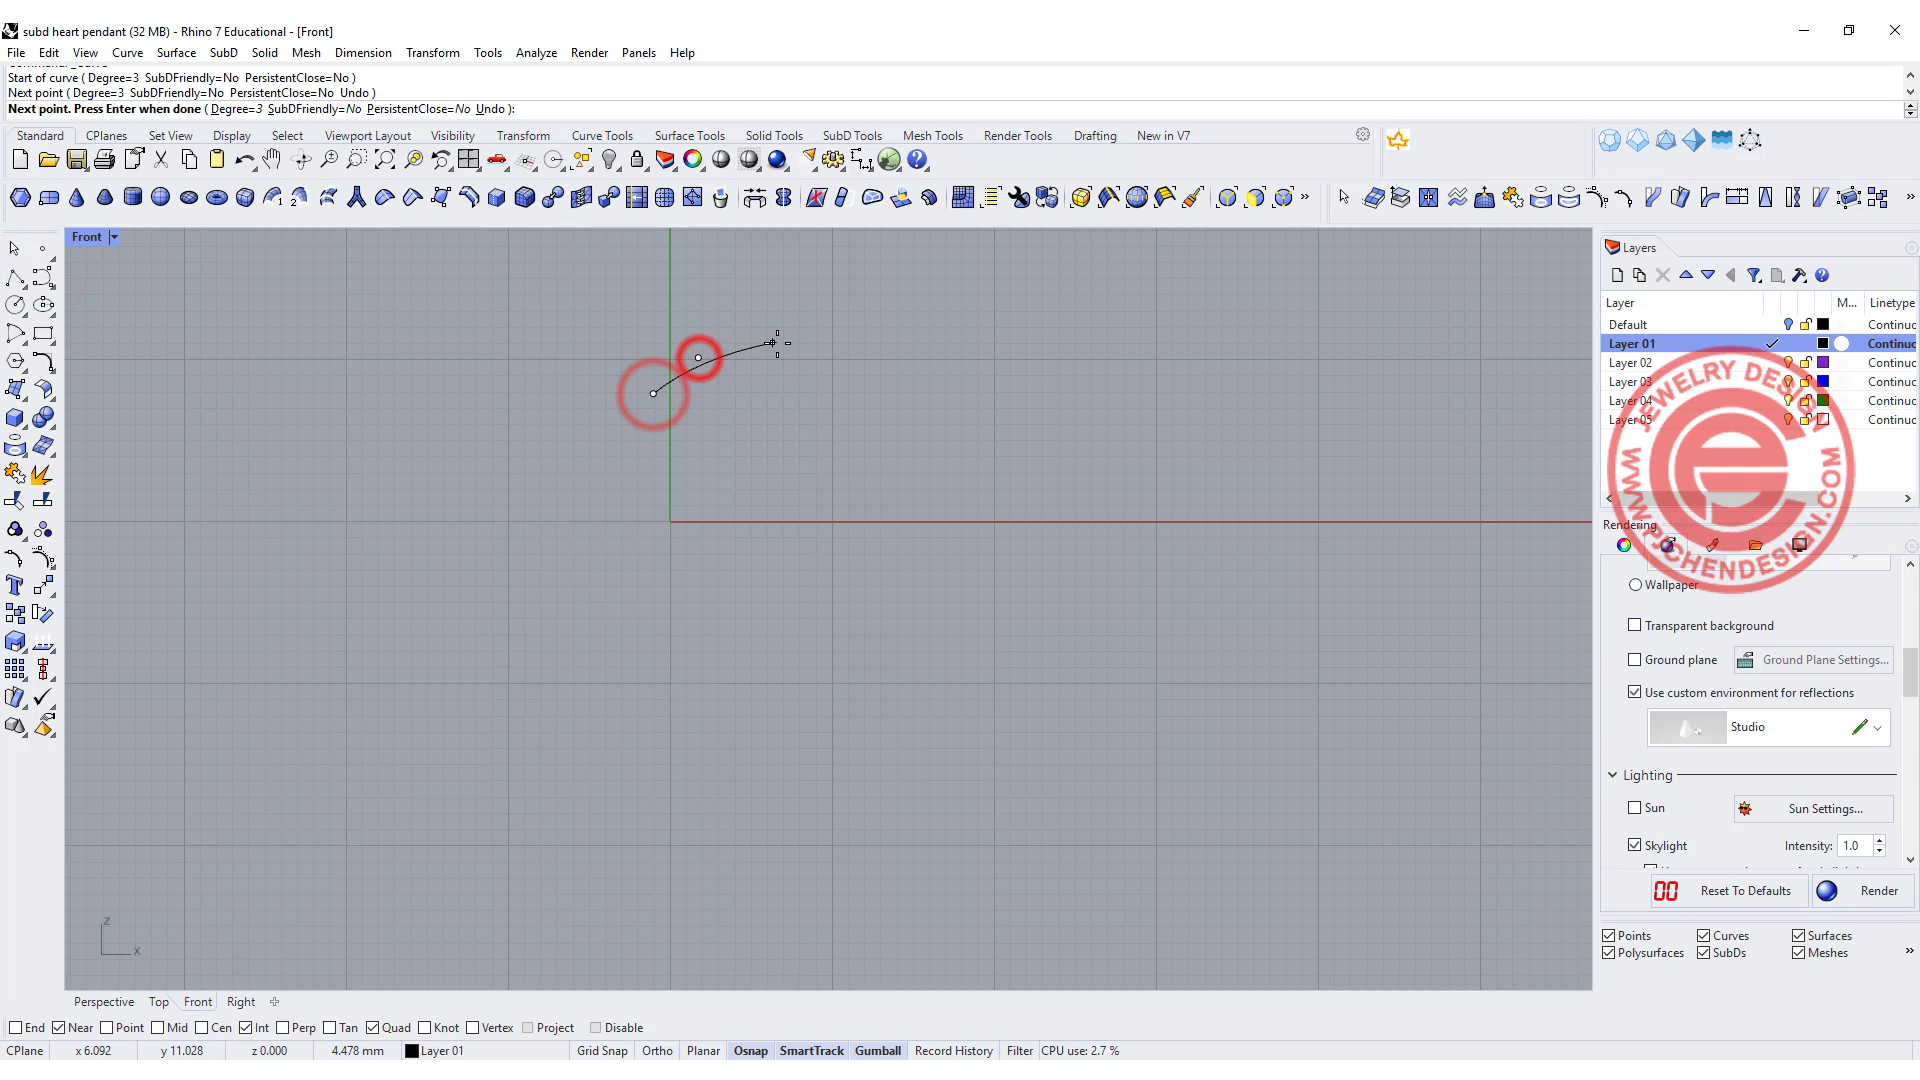 subd heart pendant (32 MB) - Rhino 7 Educational - [Front]
File Edit View Curve Surface SubD Solid Mesh Dimension Transform Tools Analyze Render Panels Help
Start of curve ( Degree=3 SubDFriendly=No PersistentClose=No )
Next point ( Degree=3 SubDFriendly=No PersistentClose=No Undo )
Next point. Press Enter when done ( Degree=3 SubDFriendly=No PersistentClose=No Undo ):
Standard CPlanes Set View Display Select Viewport Layout Visibility Transform Curve Tools Surface Tools Solid Tools SubD Tools Mesh Tools Render Tools Drafting New in V7
Front
Layers
Layer M... Linetype
Default Continuc
Layer 01 Continuc
Layer 02 Continuc
Layer 03 Continuc
Layer 04 Continuc
Layer 05 Continuc
JEWELRY DESIGN
WWW.PJCHENDESIGN.COM
Rendering
Wallpaper
Transparent background
Ground plane Ground Plane Settings...
Use custom environment for reflections
Studio
Lighting
Sun Sun Settings...
Skylight Intensity: 1.0
Reset To Defaults Render
z
x
Points Curves Surfaces
Polysurfaces SubDs Meshes
Perspective Top Front Right
End Near Point Mid Cen Int Perp Tan Quad Knot Vertex Project Disable
CPlane x 6.092 y 11.028 z 0.000 4.478 mm Layer 01 Grid Snap Ortho Planar Osnap SmartTrack Gumball Record History Filter CPU use: 2.7 %